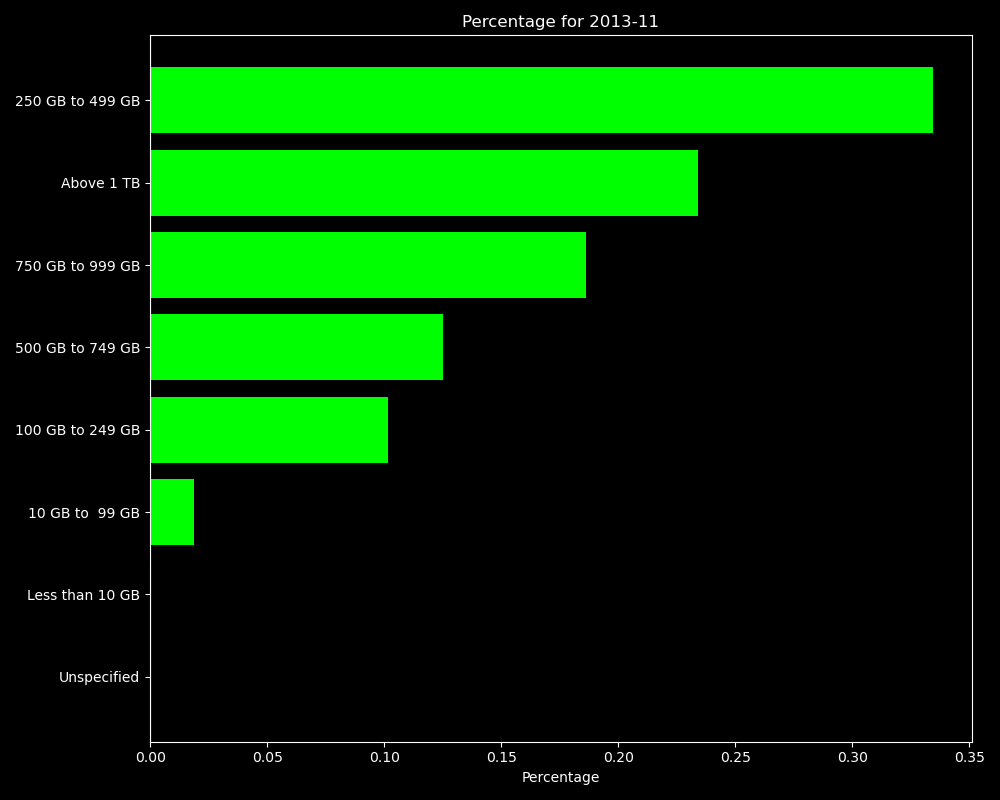 Percentage for 2013-11
250 GB to 499 GB
Above 1 TB
750 GB to 999 GB
500 GB to 749 GB
100 GB to 249 GB
10 GB to  99 GB
Less than 10 GB
Unspecified
0.00 0.05 0.10 0.15 0.20 0.25 0.30 0.35
Percentage